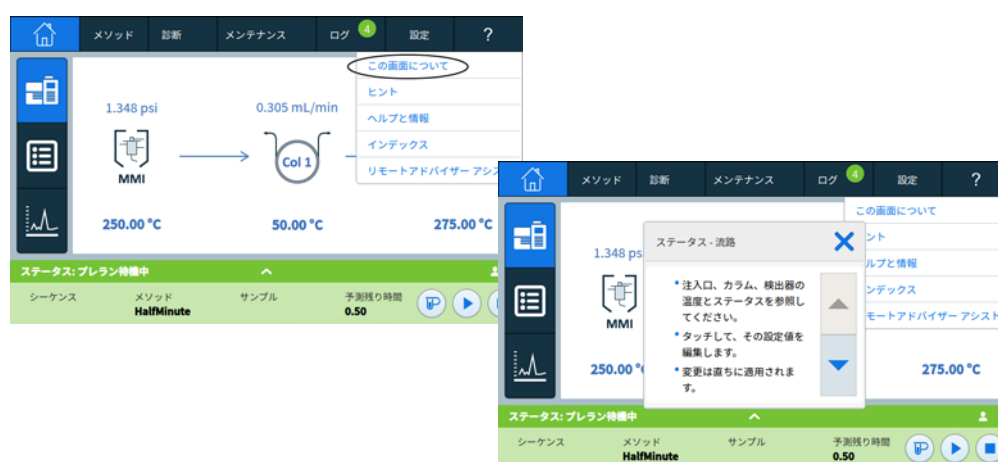 メソッド 診断 メンテナンス ログ 4 設定 ?
この画面について
ヒント
ヘルプと情報
インデックス
リモートアドバイザー アシス
1.348 psi 0.305 mL/min
MMI
Col 1
250.00 °C 50.00 °C 275.00 °C
ステータス: プレラン待機中
シーケンス メソッド サンプル 予測残り時間
HalfMinute 0.50
メソッド 診断 メンテナンス ログ 4 設定 ?
この画面について
ント
ルプと情報
ンデックス
モートアドバイザー アシスト
ステータス - 流路
• 注入口、カラム、検出器の
温度とステータスを参照し
てください。
• タッチして、その設定値を
編集します。
• 変更は直ちに適用されま
す。
1.348 ps
MMI
250.00 ° 275.00 °C
ステータス: プレラン待機中
シーケンス メソッド サンプル 予測残り時間
HalfMinute 0.50